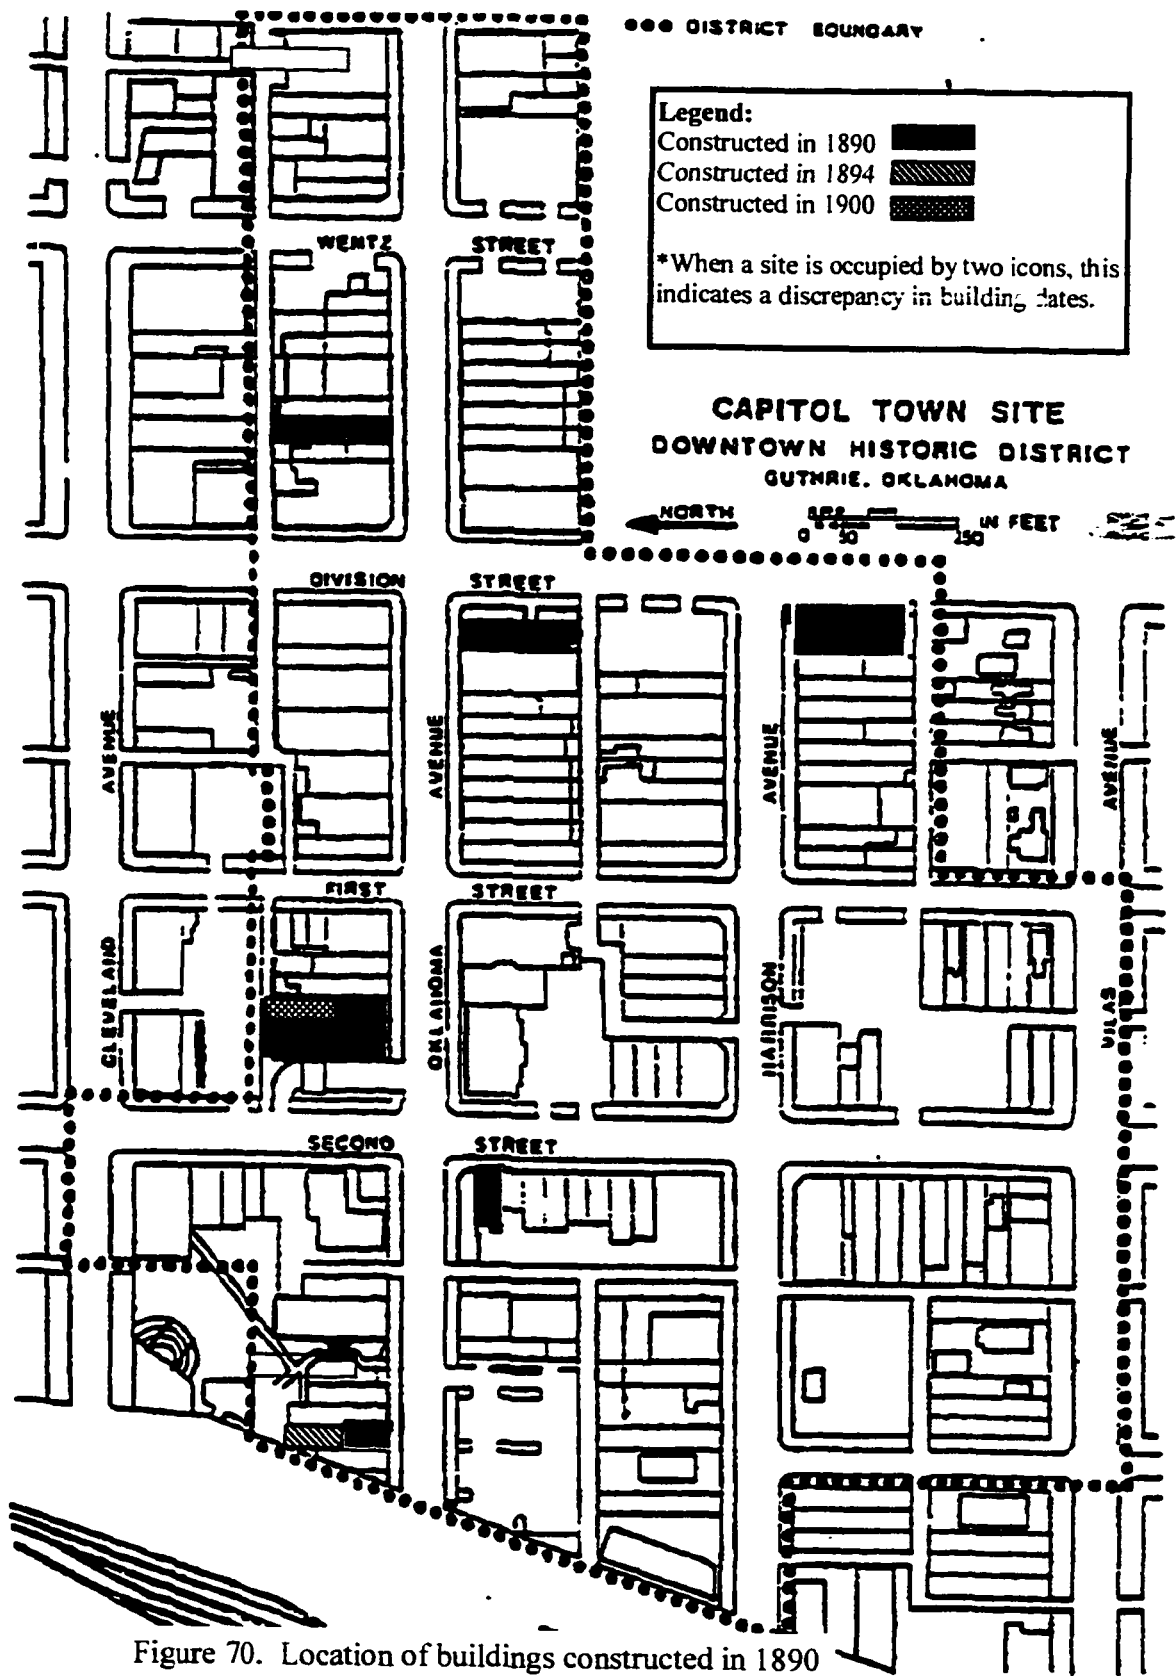 ●●● DISTRICT BOUNDARY
Legend:
Constructed in 1890
Constructed in 1894
Constructed in 1900
*When a site is occupied by two icons, this
indicates a discrepancy in building dates.
CAPITOL TOWN SITE
DOWNTOWN HISTORIC DISTRICT
GUTHRIE, OKLAHOMA
NORTH
IN FEET
0 50 150
WENTZ STREET
DIVISION STREET
AVENUE
AVENUE
AVENUE
AVENUE
FIRST STREET
CLEVELAND
OKLAHOMA
HARRISON
VILAS
SECOND STREET
Figure 70. Location of buildings constructed in 1890